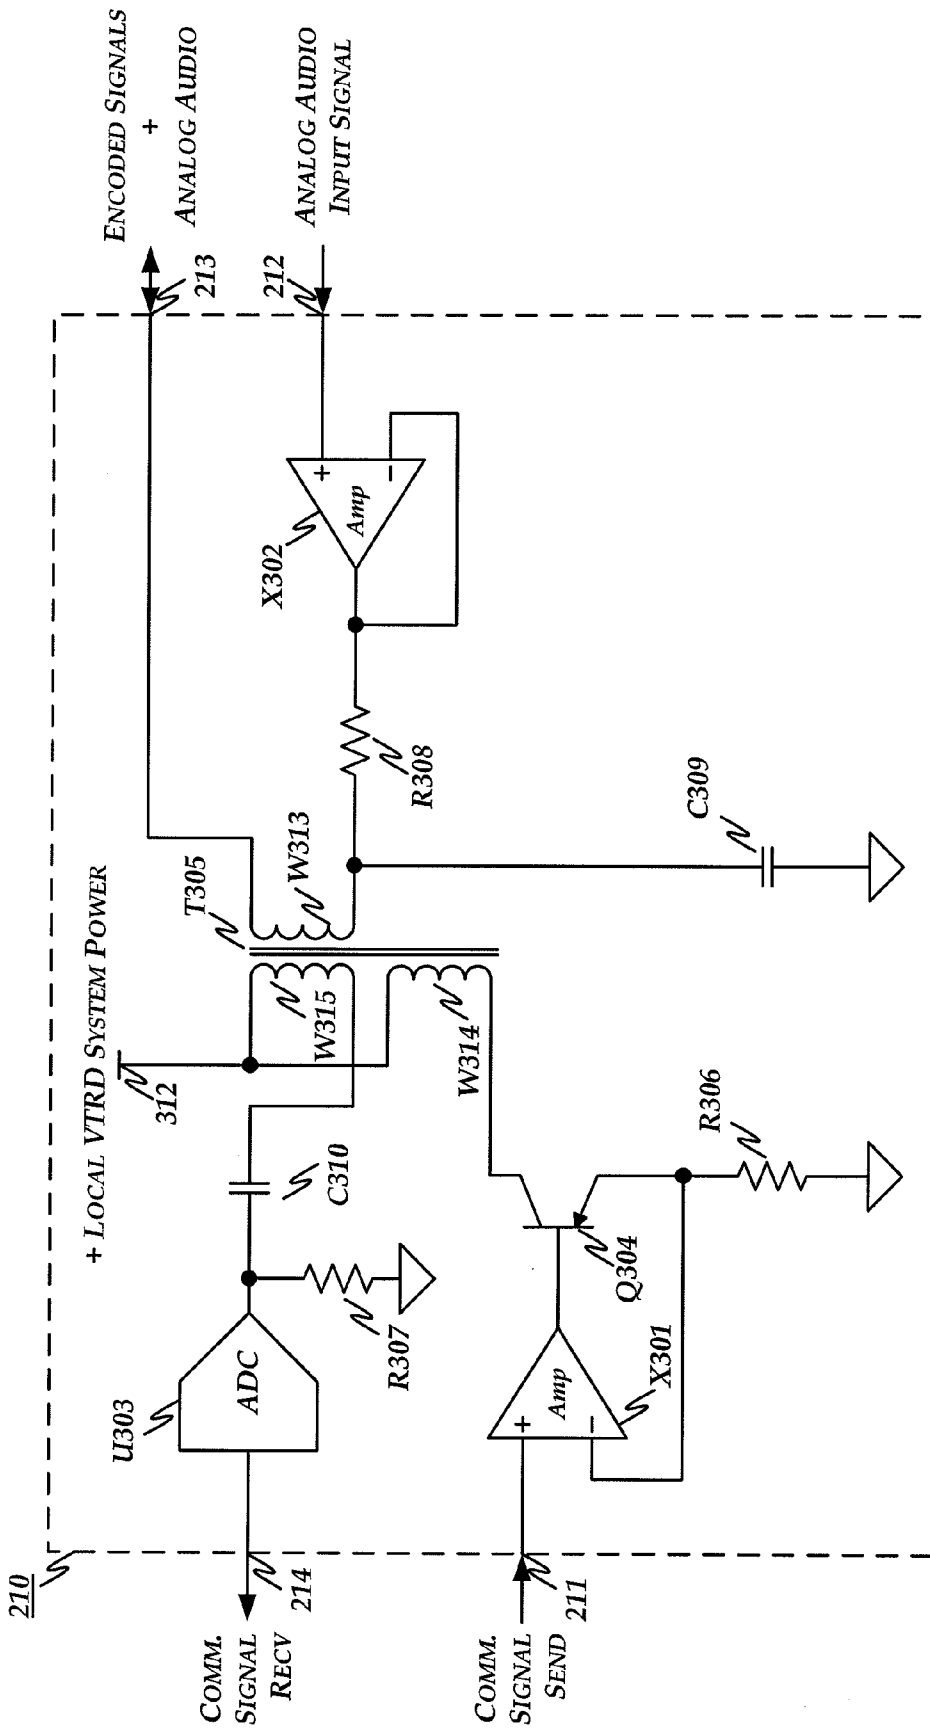 210
+ LOCAL VTRD SYSTEM POWER
312
ENCODED SIGNALS
+
ANALOG AUDIO
213
ANALOG AUDIO
INPUT SIGNAL
212
T305
W313
W315
W314
X302
Amp
+
−
R308
C309
C310
U303
ADC
R307
COMM.
SIGNAL
RECV
214
COMM.
SIGNAL
SEND
211
Amp
+
−
X301
Q304
R306